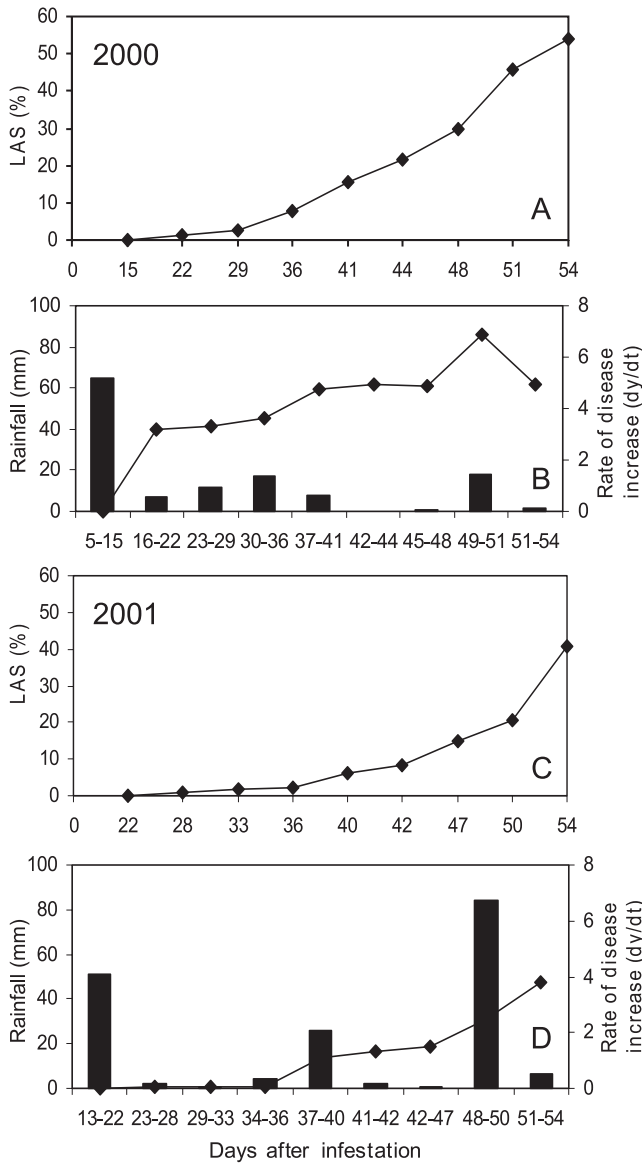 60
50
40
30
20
10
0
LAS (%)
2000
A
0 15 22 29 36 41 44 48 51 54
100
80
60
40
20
0
Rainfall (mm)
8
6
4
2
0
Rate of disease
increase (dy/dt)
B
5-15 16-22 23-29 30-36 37-41 42-44 45-48 49-51 51-54
60
50
40
30
20
10
0
LAS (%)
2001
C
0 22 28 33 36 40 42 47 50 54
100
80
60
40
20
0
Rainfall (mm)
8
6
4
2
0
Rate of disease
increase (dy/dt)
D
13-22 23-28 29-33 34-36 37-40 41-42 42-47 48-50 51-54
Days after infestation